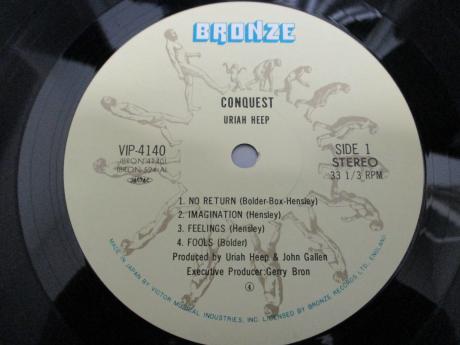 BRONZE
CONQUEST
URIAH HEEP
VIP-4140
SIDE 1
STEREO
33 1/3 RPM
1. NO RETURN (Bolder-Box-Hensley)
2. IMAGINATION (Hensley)
3. FEELINGS (Hensley)
4. FOOLS (Bolder)
Produced by Uriah Heep & John Gallen
Executive Producer:Gerry Bron
4
MADE IN JAPAN BY VICTOR MUSICAL INDUSTRIES, INC. LICENSED BY BRONZE RECORDS LTD., ENGLAND.